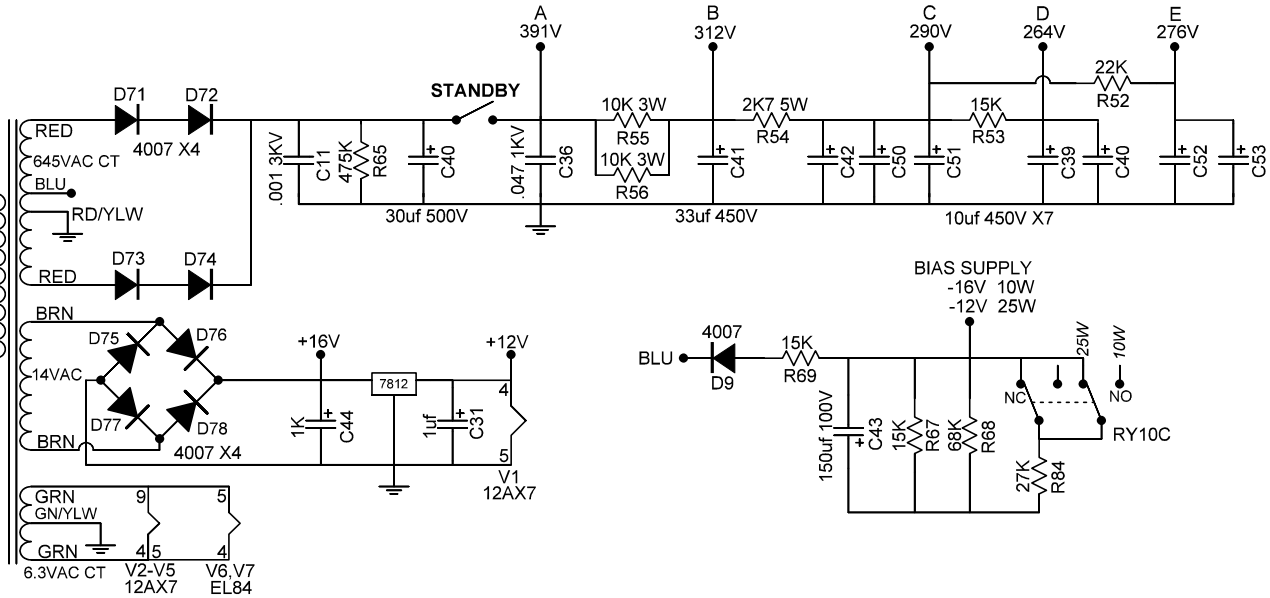 A
391V
B
312V
C
290V
D
264V
E
276V
D71
D72
STANDBY
22K
R52
RED
4007 X4
645VAC CT
BLU
RD/YLW
.001 3KV
C11
475K
R65
C40
30uf 500V
.047 1KV
C36
10K 3W
R55
10K 3W
R56
C41
33uf 450V
2K7 5W
R54
C42
C50
C51
15K
R53
C39
C40
C52
C53
10uf 450V X7
D73
D74
RED
BRN
D75
D76
14VAC
D77
D78
BRN
4007 X4
+16V
1K
C44
7812
+12V
1uf
C31
4
5
V1
12AX7
GRN
GN/YLW
GRN
6.3VAC CT
9
4 5
V2-V5
12AX7
5
4
V6,V7
EL84
BIAS SUPPLY
-16V 10W
-12V 25W
BLU
4007
D9
15K
R69
150uf 100V
C43
15K
R67
68K
R68
25W
10W
NC
NO
RY10C
27K
R84